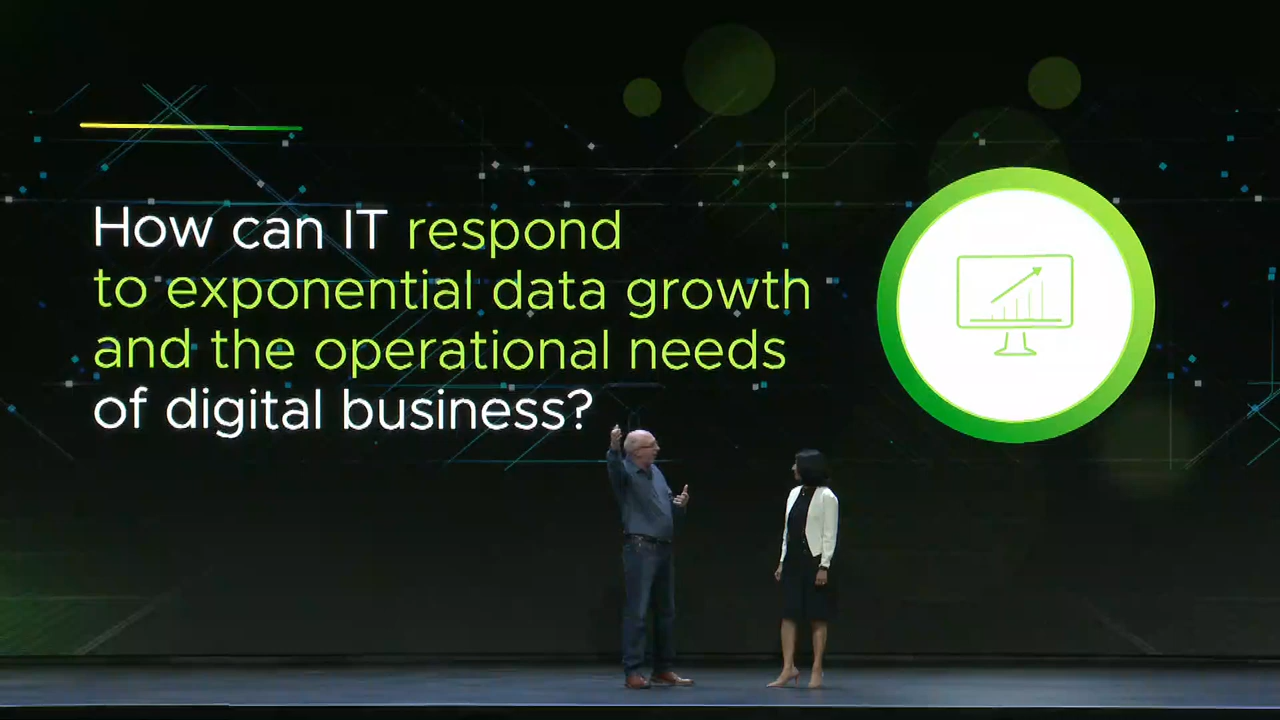 How can IT respond
to exponential data growth
and the operational needs
of digital business?